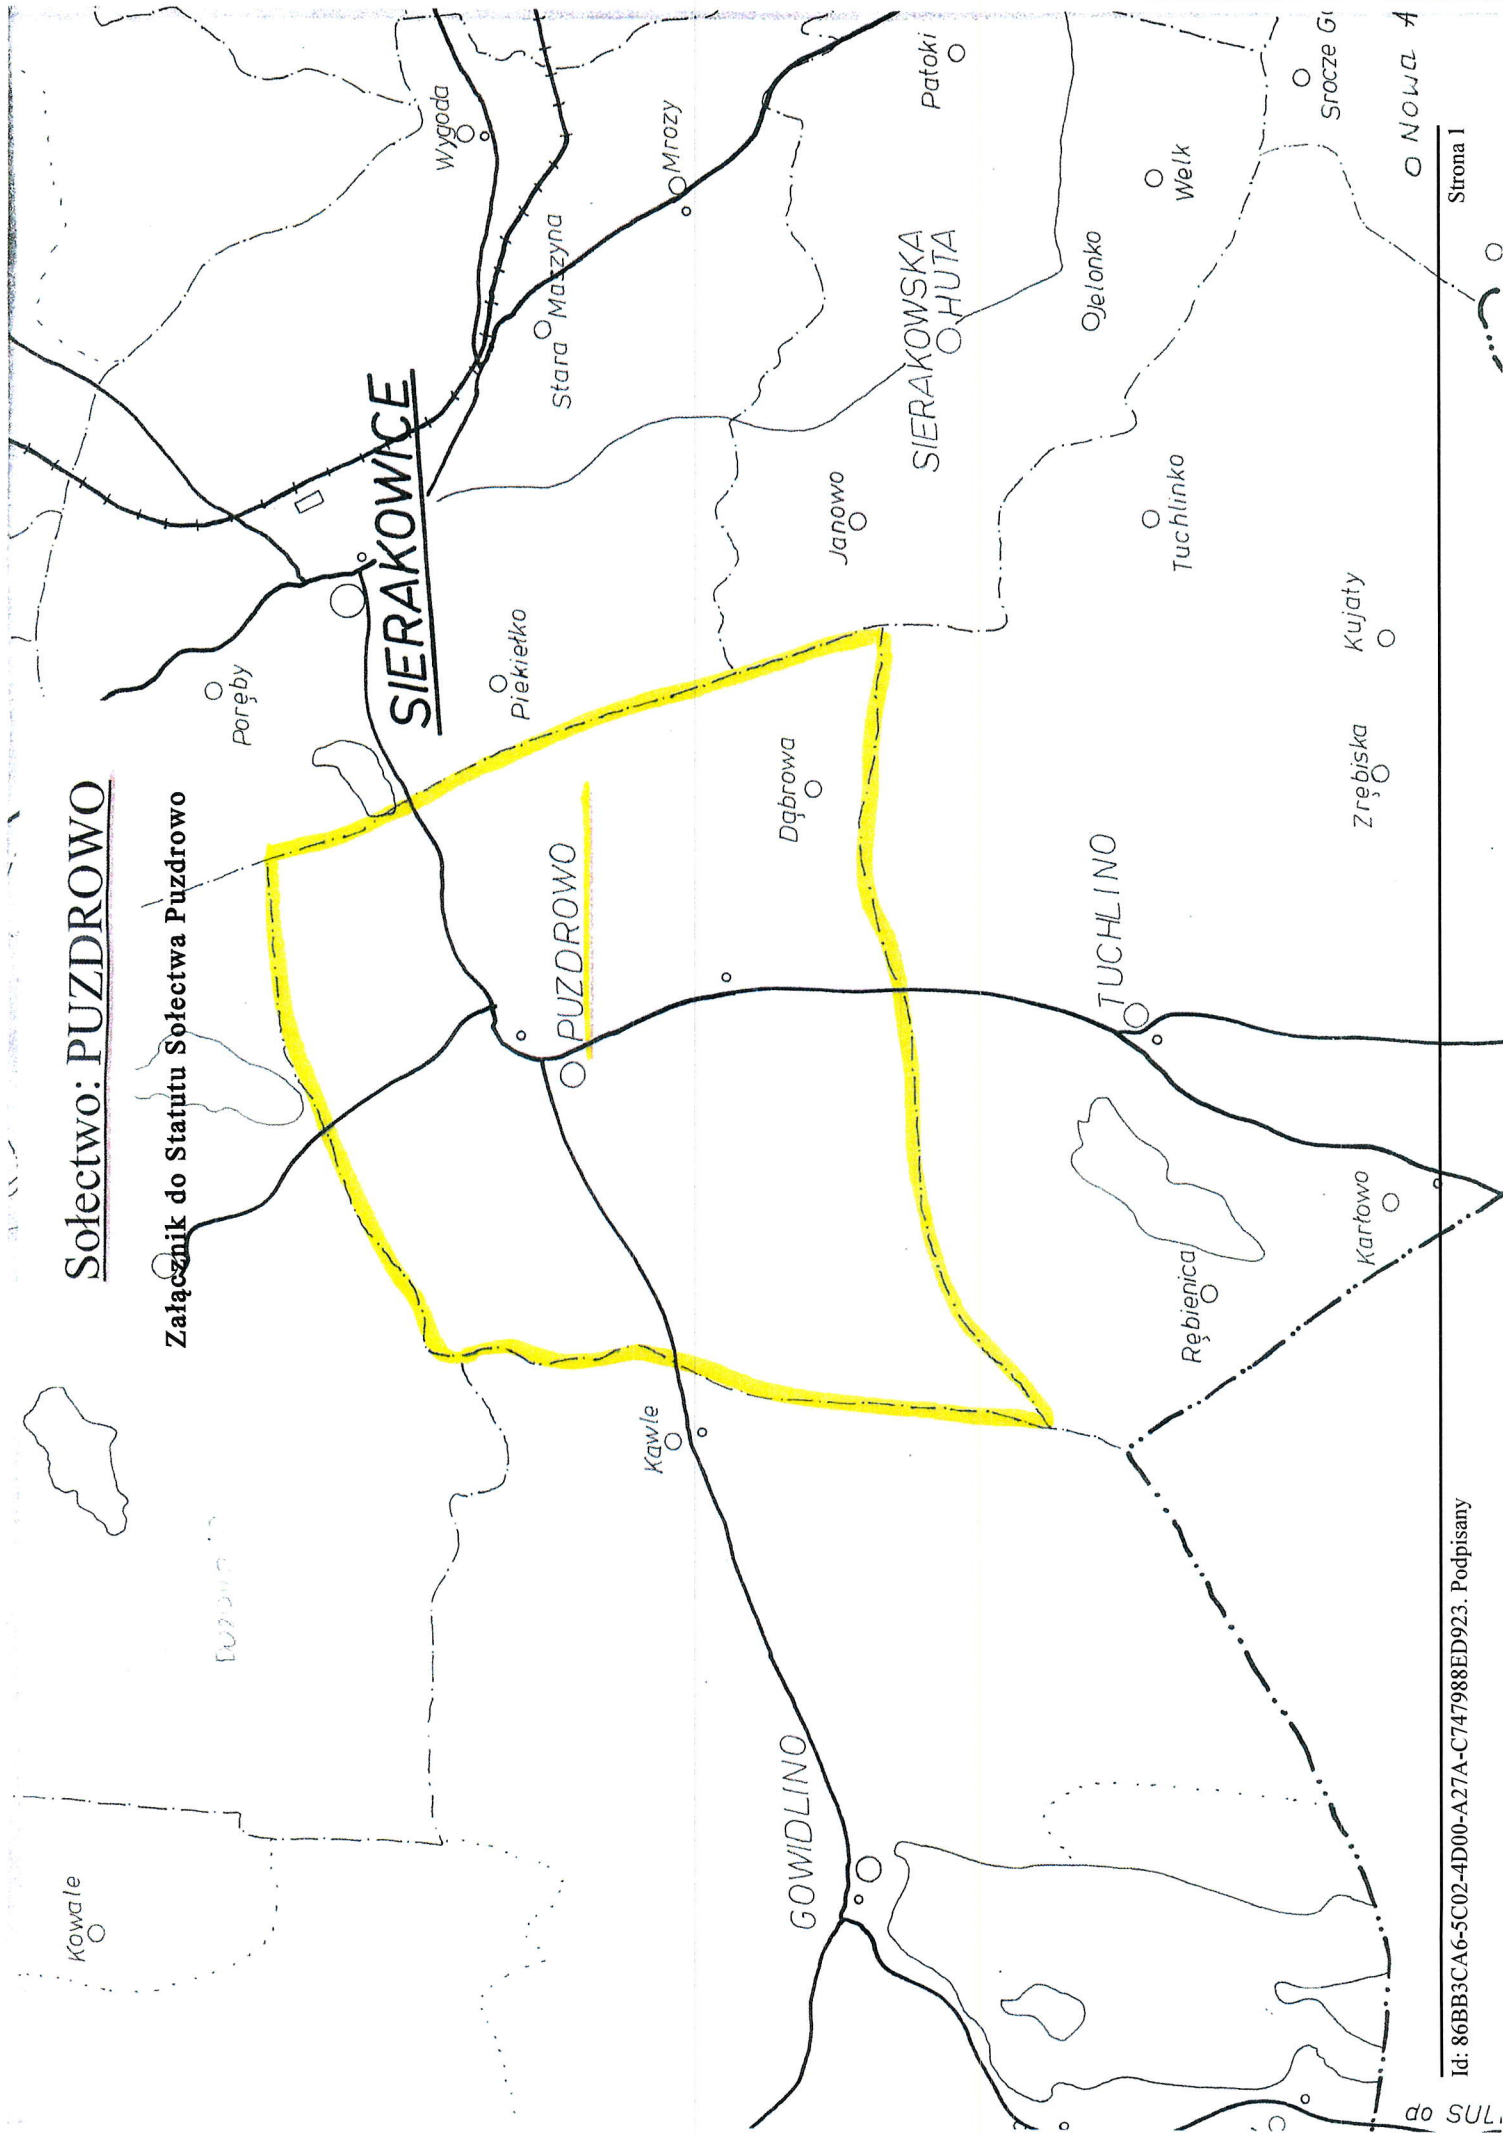 Sołectwo: PUZDROWO
Załącznik do Statutu Sołectwa Puzdrowo
Kowale
Poręby
Wygoda
SIERAKOWICE
Piekiełko
Stara Maszyna
Mrozy
PUZDROWO
Kawle
Dąbrowa
Janowo
GOWIDLINO
SIERAKOWSKA
HUTA
Patoki
Jelonko
TUCHLINO
Tuchlinko
Welk
Rębienica
Zrębiska
Kujaty
Karłowo
Srocze
NOWA
do SUL
Id: 86BB3CA6-5C02-4D00-A27A-C747988ED923. Podpisany
Strona 1